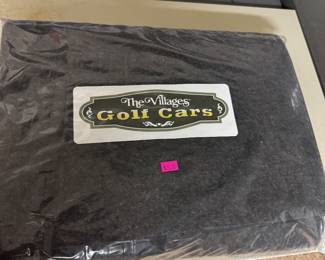 The Villages
Golf Cars